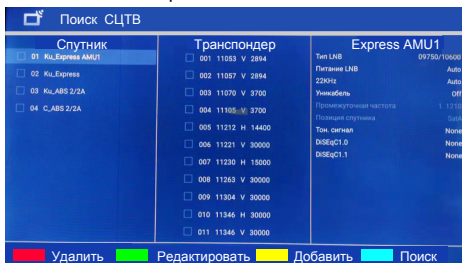 Поиск СЦТВ
Спутник
01 Ku_Express AMU1
02 Ku_Express
03 Ku_ABS 2/2A
04 C_ABS 2/2A
Транспондер
001 11053 V 2894
002 11057 V 2894
003 11070 V 3700
004 11105 V 3700
005 11212 H 14400
006 11221 V 30000
007 11230 H 15000
008 11263 V 30000
009 11304 V 30000
010 11346 H 30000
011 11346 V 30000
Express AMU1
Тип LNB 09750/10600
Питание LNB Auto
22KHz Auto
Уникабель Off
Промежуточная частота 1. 1210
Позиция спутника SatA
Тон. сигнал None
DiSEqC1.0 None
DiSEqC1.1 None
Удалить Редактировать Добавить Поиск